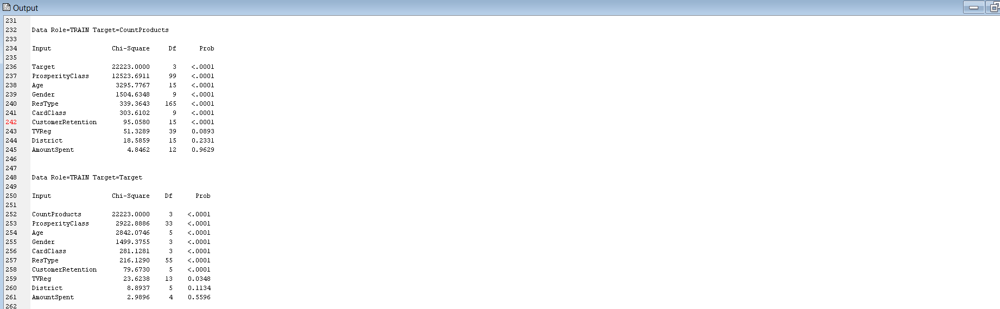 Output
231
232 Data Role=TRAIN Target=CountProducts
233
234 Input Chi-Square Df Prob
235
236 Target 22223.0000 3 <.0001
237 ProsperityClass 12523.6911 99 <.0001
238 Age 3295.7767 15 <.0001
239 Gender 1504.6348 9 <.0001
240 ResType 339.3643 165 <.0001
241 CardClass 303.6102 9 <.0001
242 CustomerRetention 95.0580 15 <.0001
243 TVReg 51.3289 39 0.0893
244 District 18.5859 15 0.2331
245 AmountSpent 4.8462 12 0.9629
246
247
248 Data Role=TRAIN Target=Target
249
250 Input Chi-Square Df Prob
251
252 CountProducts 22223.0000 3 <.0001
253 ProsperityClass 2922.8886 33 <.0001
254 Age 2842.0746 5 <.0001
255 Gender 1499.3755 3 <.0001
256 CardClass 281.1281 3 <.0001
257 ResType 216.1290 55 <.0001
258 CustomerRetention 79.6730 5 <.0001
259 TVReg 23.6238 13 0.0348
260 District 8.8937 5 0.1134
261 AmountSpent 2.9896 4 0.5596
262